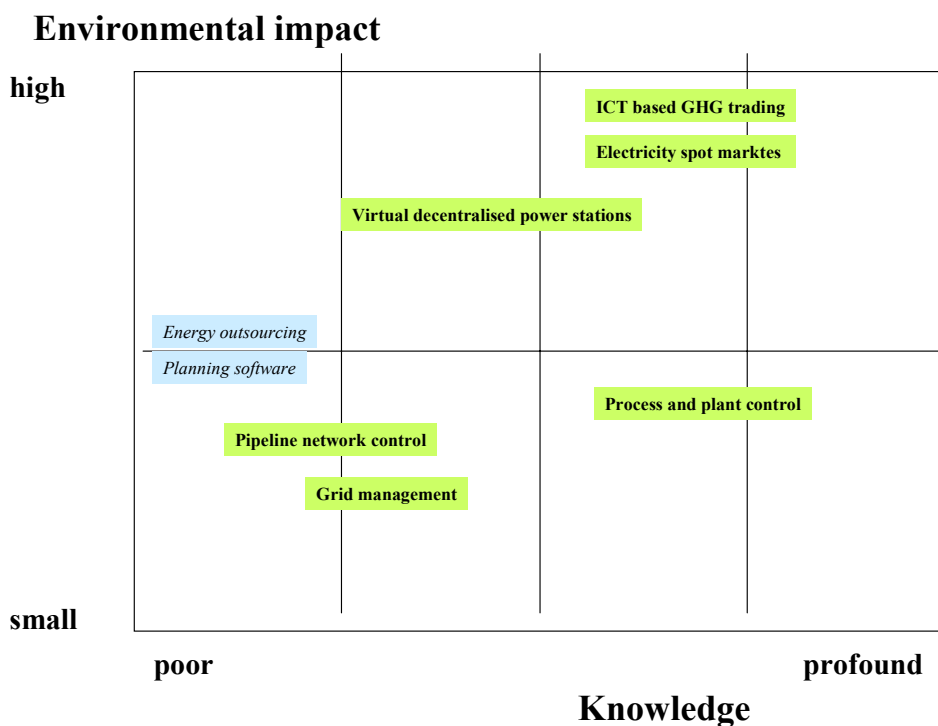 Environmental impact
high
ICT based GHG trading
Electricity spot marktes
Virtual decentralised power stations
Energy outsourcing
Planning software
Process and plant control
Pipeline network control
Grid management
small
poor
profound
Knowledge